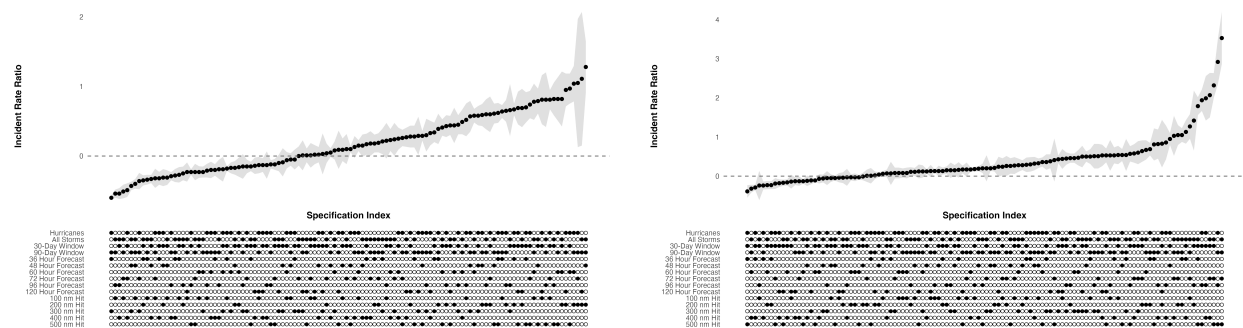 2
1
0
Incident Rate Ratio
Specification Index
Hurricanes
All Storms
30-Day Window
90-Day Window
36 Hour Forecast
48 Hour Forecast
60 Hour Forecast
72 Hour Forecast
96 Hour Forecast
120 Hour Forecast
100 nm Hit
200 nm Hit
300 nm Hit
400 nm Hit
500 nm Hit
4
3
2
1
0
Incident Rate Ratio
Specification Index
Hurricanes
All Storms
30-Day Window
90-Day Window
36 Hour Forecast
48 Hour Forecast
60 Hour Forecast
72 Hour Forecast
96 Hour Forecast
120 Hour Forecast
100 nm Hit
200 nm Hit
300 nm Hit
400 nm Hit
500 nm Hit